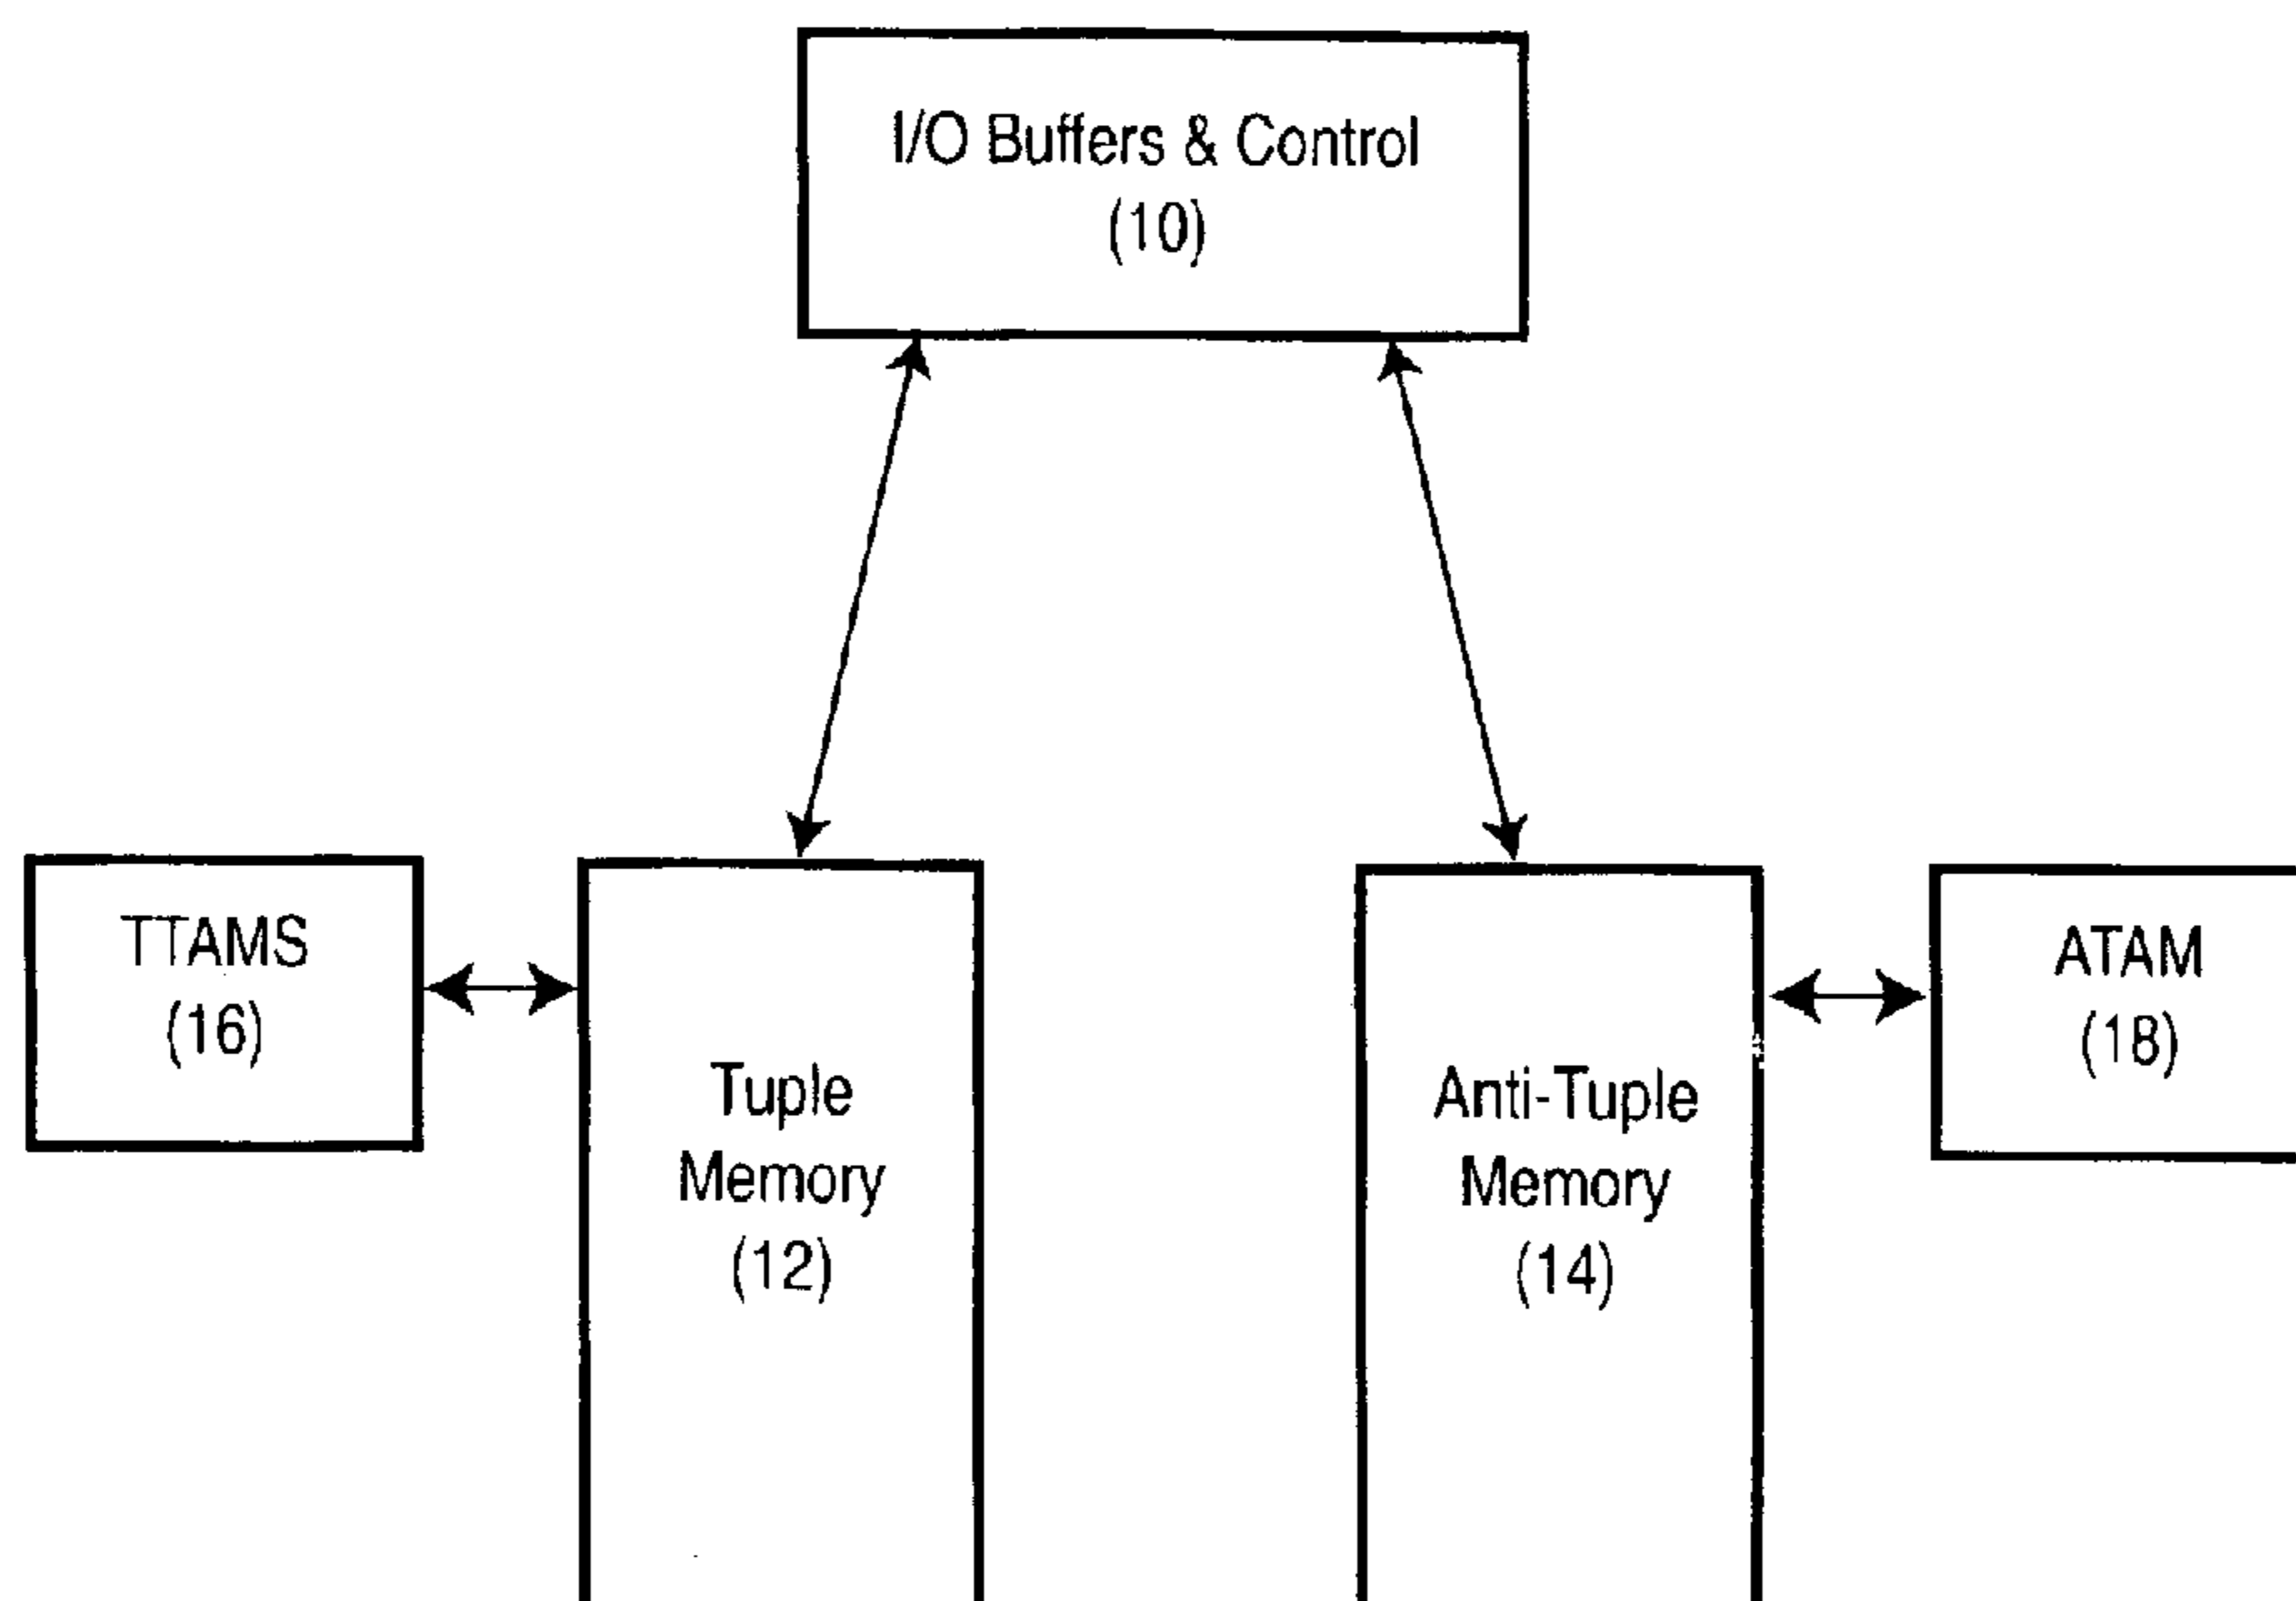 I/O Buffers & Control
(10)
TTAMS
(16)
Tuple
Memory
(12)
Anti-Tuple
Memory
(14)
ATAM
(18)